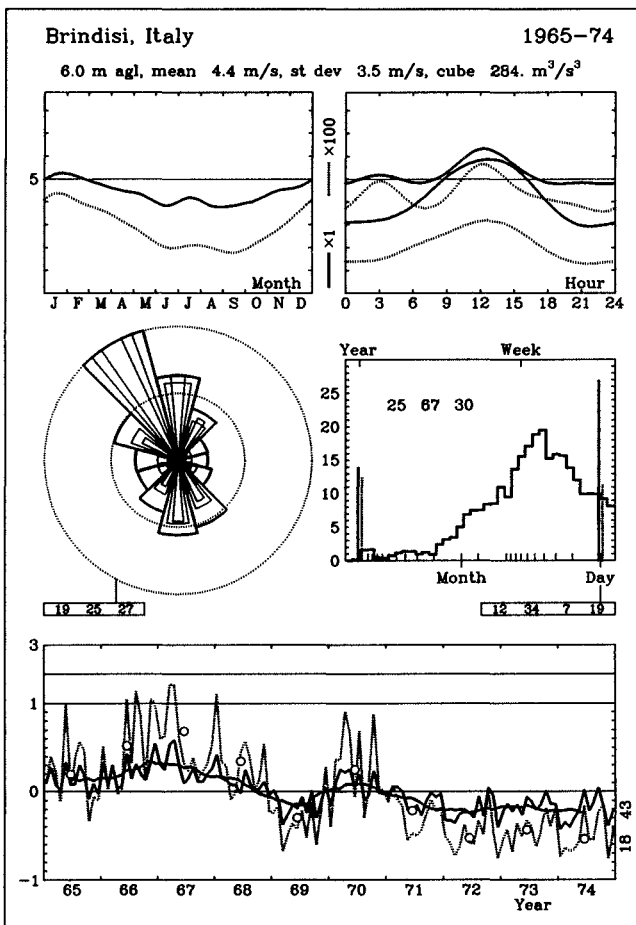 Brindisi, Italy 1965–74
6.0 m agl, mean 4.4 m/s, st dev 3.5 m/s, cube 284. m³/s³
5
×1 ×100
Month
J F M A M J J A S O N D
Hour
0 3 6 9 12 15 18 21 24
Year Week
30
25
20
15
10
5
0
25 67 30
Month Day
19 25 27
12 34 7 19
3
1
0
-1
18 43
65 66 67 68 69 70 71 72 73 74
Year